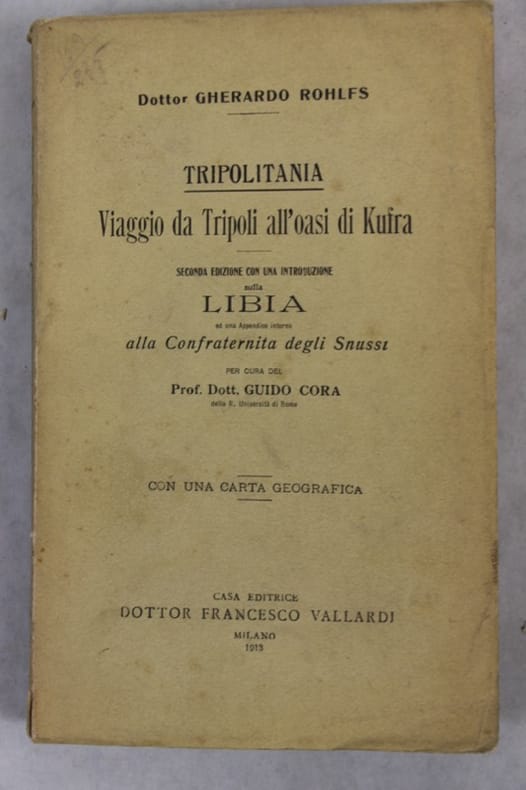 Dottor GHERARDO ROHLFS
TRIPOLITANIA
Viaggio da Tripoli all'oasi di Kufra
SECONDA EDIZIONE CON UNA INTRODUZIONE
sulla
LIBIA
ed una Appendice intorno
alla Confraternita degli Snussi
PER CURA DEL
Prof. Dott. GUIDO CORA
della R. Università di Roma
CON UNA CARTA GEOGRAFICA
CASA EDITRICE
DOTTOR FRANCESCO VALLARDI
MILANO
1913